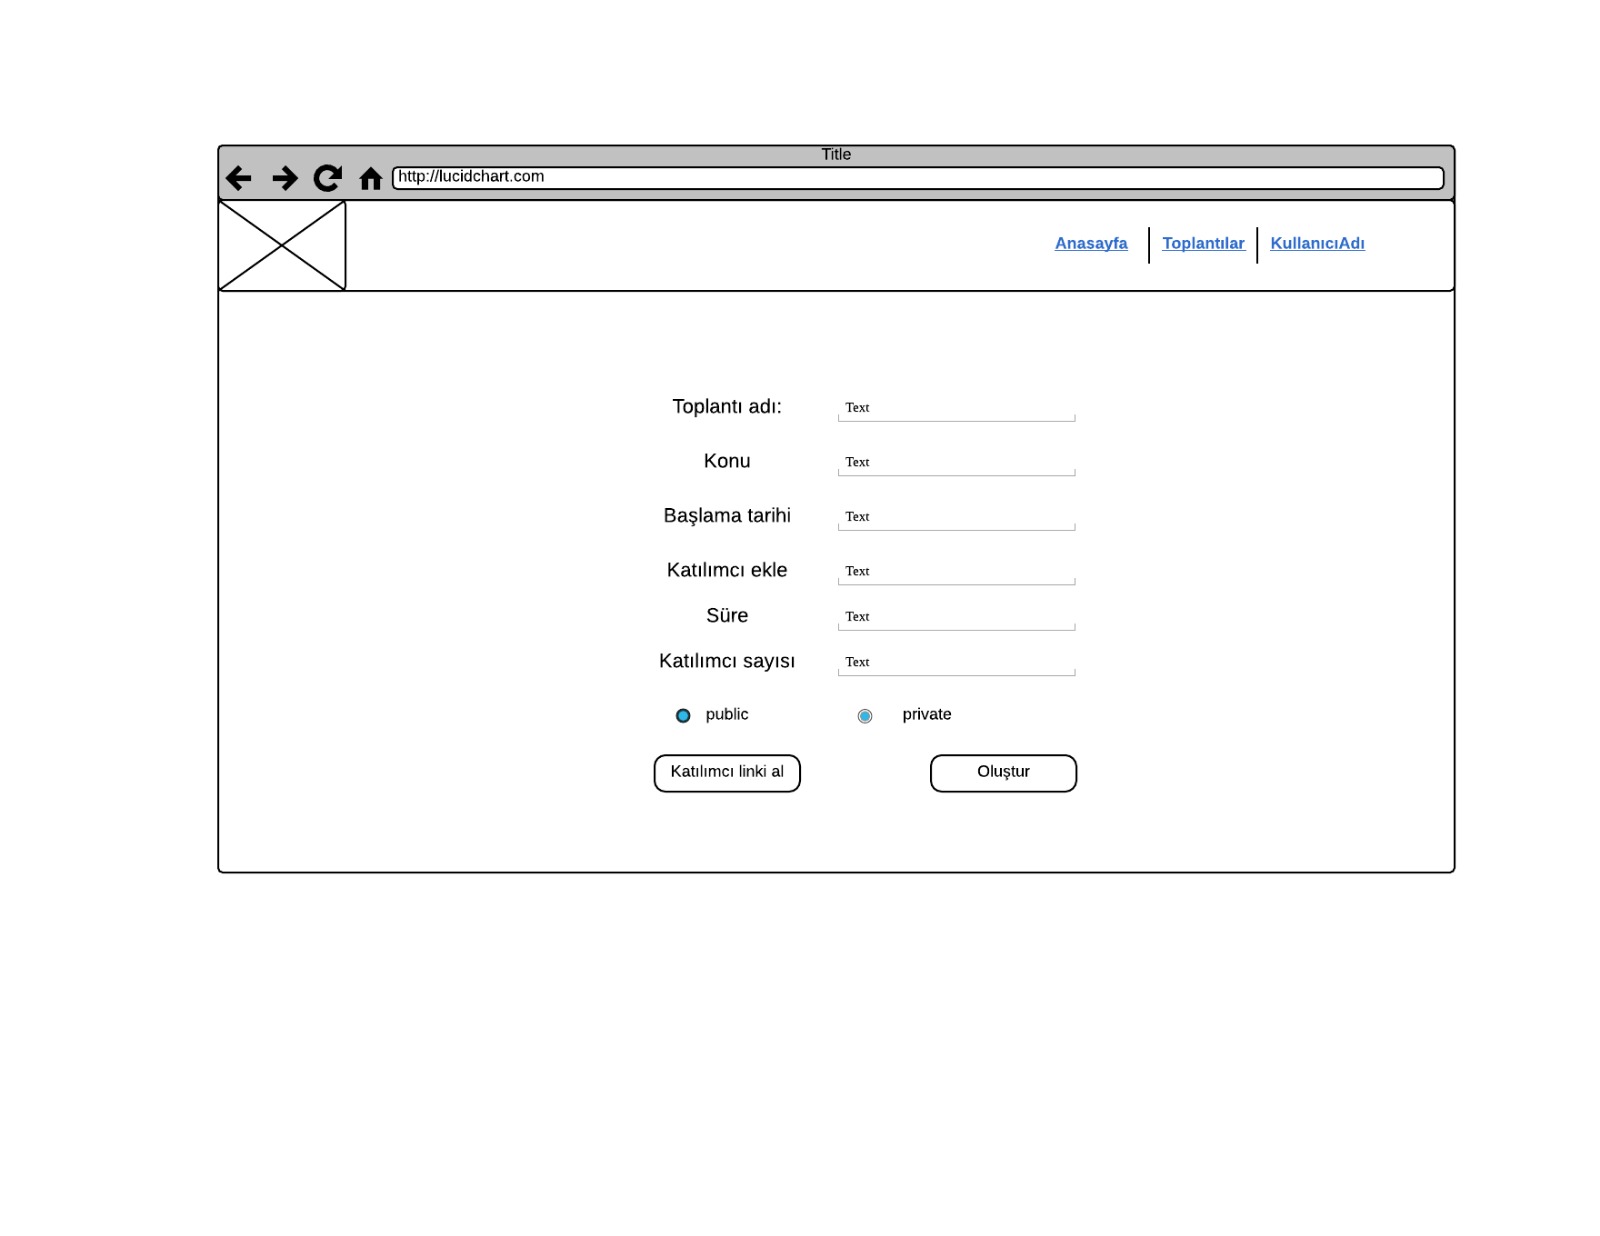 Title
http://lucidchart.com
Anasayfa Toplantılar KullanıcıAdı
Toplantı adı: Text
Konu Text
Başlama tarihi Text
Katılımcı ekle Text
Süre Text
Katılımcı sayısı Text
public private
Katılımcı linki al Oluştur